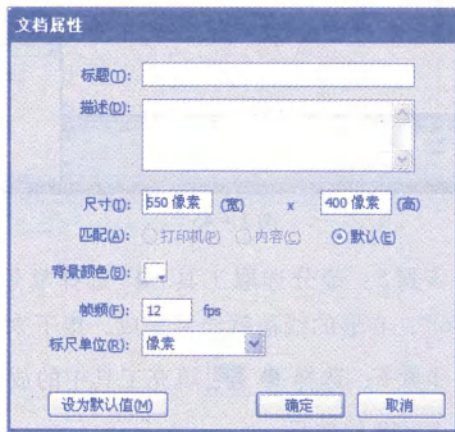 文档属性
标题(T):
描述(D):
尺寸(I): 550 像素 (宽) x 400 像素 (高)
匹配(A): 打印机(P) 内容(C) 默认(E)
背景颜色(B):
帧频(F): 12 fps
标尺单位(R): 像素
设为默认值(M) 确定 取消